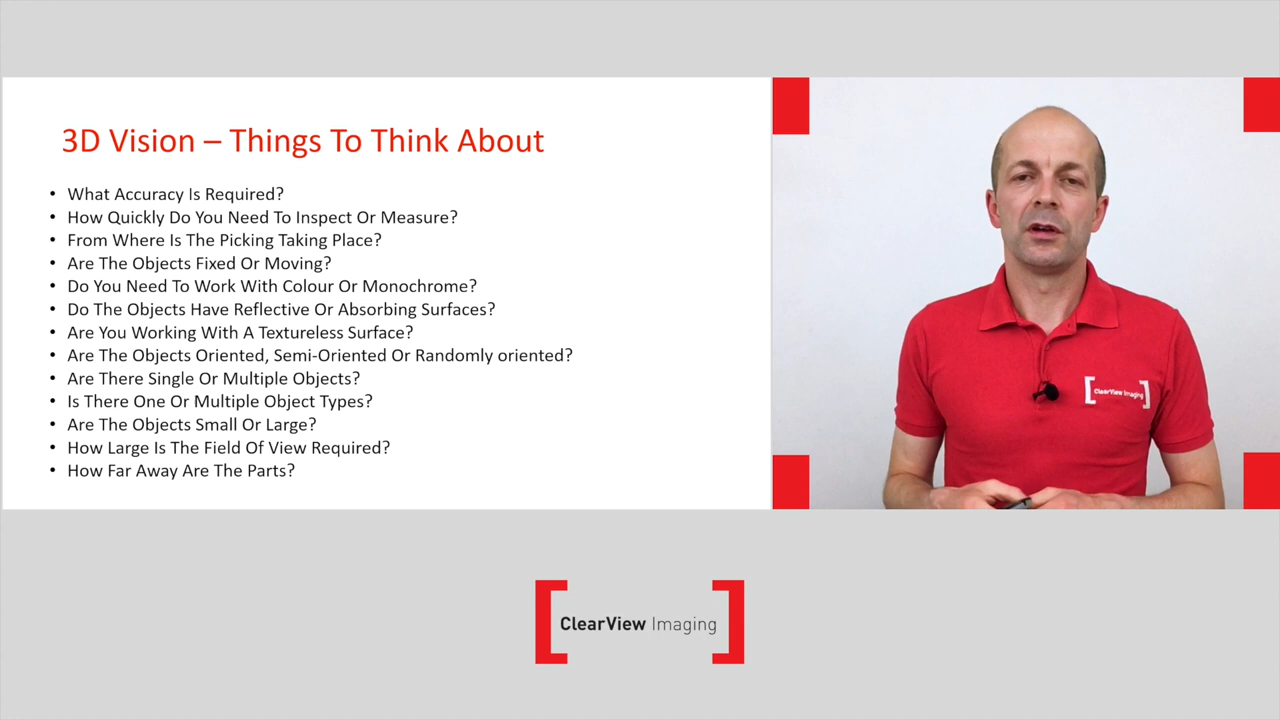 3D Vision – Things To Think About
• What Accuracy Is Required?
• How Quickly Do You Need To Inspect Or Measure?
• From Where Is The Picking Taking Place?
• Are The Objects Fixed Or Moving?
• Do You Need To Work With Colour Or Monochrome?
• Do The Objects Have Reflective Or Absorbing Surfaces?
• Are You Working With A Textureless Surface?
• Are The Objects Oriented, Semi-Oriented Or Randomly oriented?
• Are There Single Or Multiple Objects?
• Is There One Or Multiple Object Types?
• Are The Objects Small Or Large?
• How Large Is The Field Of View Required?
• How Far Away Are The Parts?
ClearView Imaging
ClearView Imaging